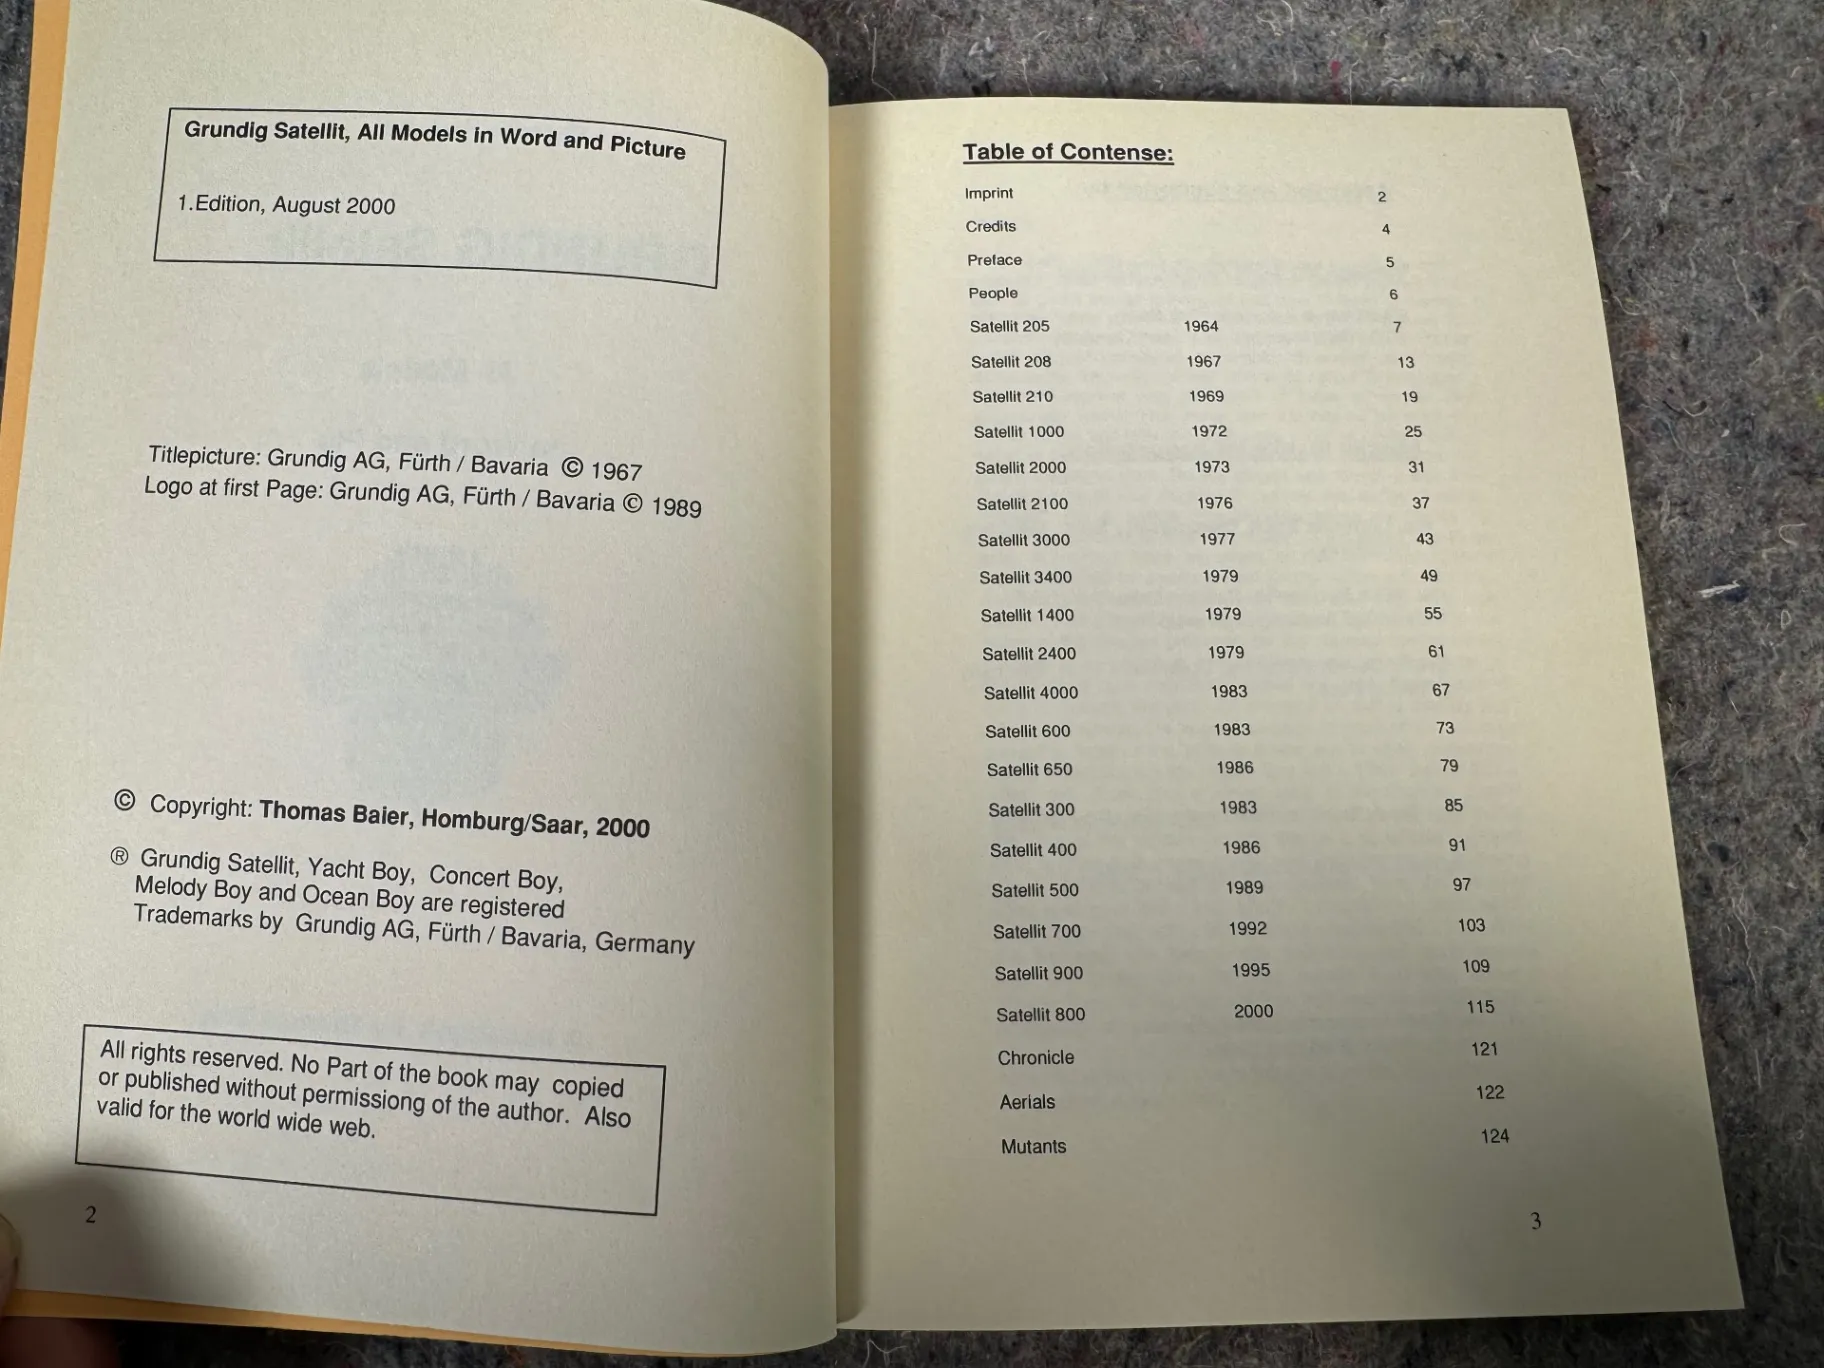 Grundig Satellit, All Models in Word and Picture
1.Edition, August 2000
Titlepicture: Grundig AG, Fürth / Bavaria © 1967
Logo at first Page: Grundig AG, Fürth / Bavaria © 1989
© Copyright: Thomas Baier, Homburg/Saar, 2000
® Grundig Satellit, Yacht Boy, Concert Boy,
Melody Boy and Ocean Boy are registered
Trademarks by Grundig AG, Fürth / Bavaria, Germany
All rights reserved. No Part of the book may copied
or published without permissiong of the author. Also
valid for the world wide web.
2
Table of Contense:
Imprint 2
Credits 4
Preface 5
People 6
Satellit 205 1964 7
Satellit 208 1967 13
Satellit 210 1969 19
Satellit 1000 1972 25
Satellit 2000 1973 31
Satellit 2100 1976 37
Satellit 3000 1977 43
Satellit 3400 1979 49
Satellit 1400 1979 55
Satellit 2400 1979 61
Satellit 4000 1983 67
Satellit 600 1983 73
Satellit 650 1986 79
Satellit 300 1983 85
Satellit 400 1986 91
Satellit 500 1989 97
Satellit 700 1992 103
Satellit 900 1995 109
Satellit 800 2000 115
Chronicle 121
Aerials 122
Mutants 124
3